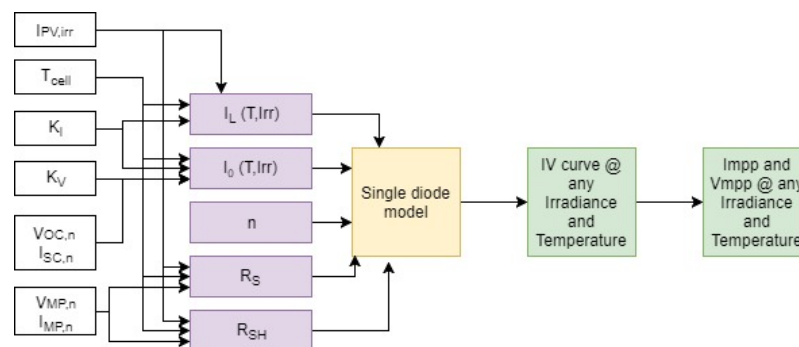 IPV,irr
Tcell
KI
KV
VOC,n
ISC,n
VMP,n
IMP,n
IL (T,Irr)
I0 (T,Irr)
n
RS
RSH
Single diode
model
IV curve @
any
Irradiance
and
Temperature
Impp and
Vmpp @ any
Irradiance
and
Temperature